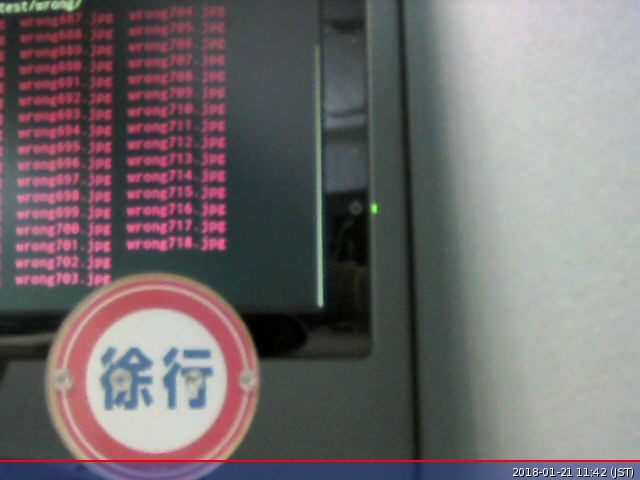 test/wrong/
wrong687.jpg wrong704.jpg
wrong688.jpg wrong705.jpg
wrong689.jpg wrong706.jpg
wrong690.jpg wrong707.jpg
wrong691.jpg wrong708.jpg
wrong692.jpg wrong709.jpg
wrong693.jpg wrong710.jpg
wrong694.jpg wrong711.jpg
wrong695.jpg wrong712.jpg
wrong696.jpg wrong713.jpg
wrong697.jpg wrong714.jpg
wrong698.jpg wrong715.jpg
wrong699.jpg wrong716.jpg
wrong700.jpg wrong717.jpg
wrong701.jpg wrong718.jpg
wrong702.jpg
wrong703.jpg
徐行
2018-01-21 11:42 (JST)